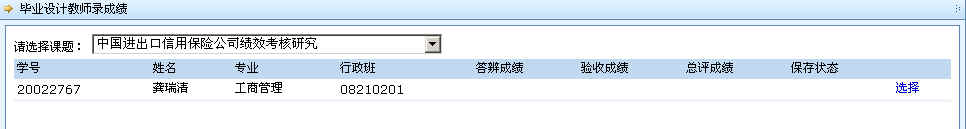 毕业设计教师录成绩
请选择课题： 中国进出口信用保险公司绩效考核研究
学号 姓名 专业 行政班 答辨成绩 验收成绩 总评成绩 保存状态
20022767 龚瑞清 工商管理 08210201 选择